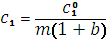 C₁ = C₁⁰ / m(1 + b)